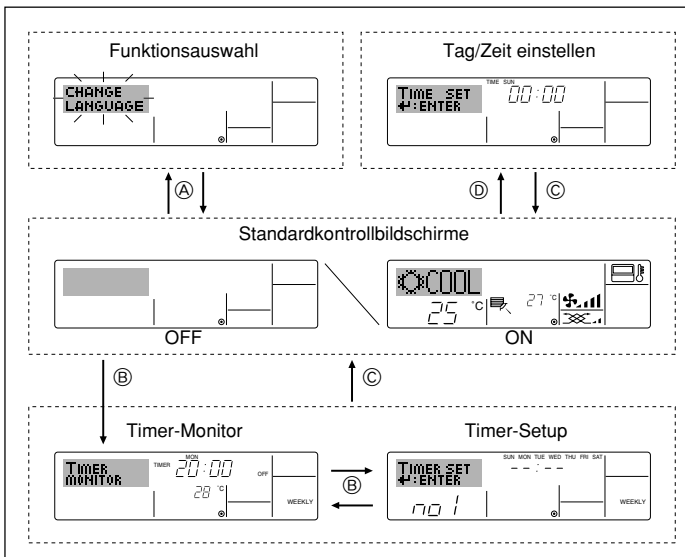 Funktionsauswahl
CHANGE
LANGUAGE
Tag/Zeit einstellen
TIME SUN
TIME SET 00:00
↵:ENTER
Ⓐ
Ⓓ Ⓒ
Standardkontrollbildschirme
OFF
COOL
25 °C 27 °C
ON
Ⓑ
Ⓒ
Timer-Monitor
MON
TIMER
MONITOR
TIMER 20:00 OFF
28 °C
WEEKLY
Ⓑ
Timer-Setup
SUN MON TUE WED THU FRI SAT
TIMER SET --:--
↵:ENTER
no 1
WEEKLY